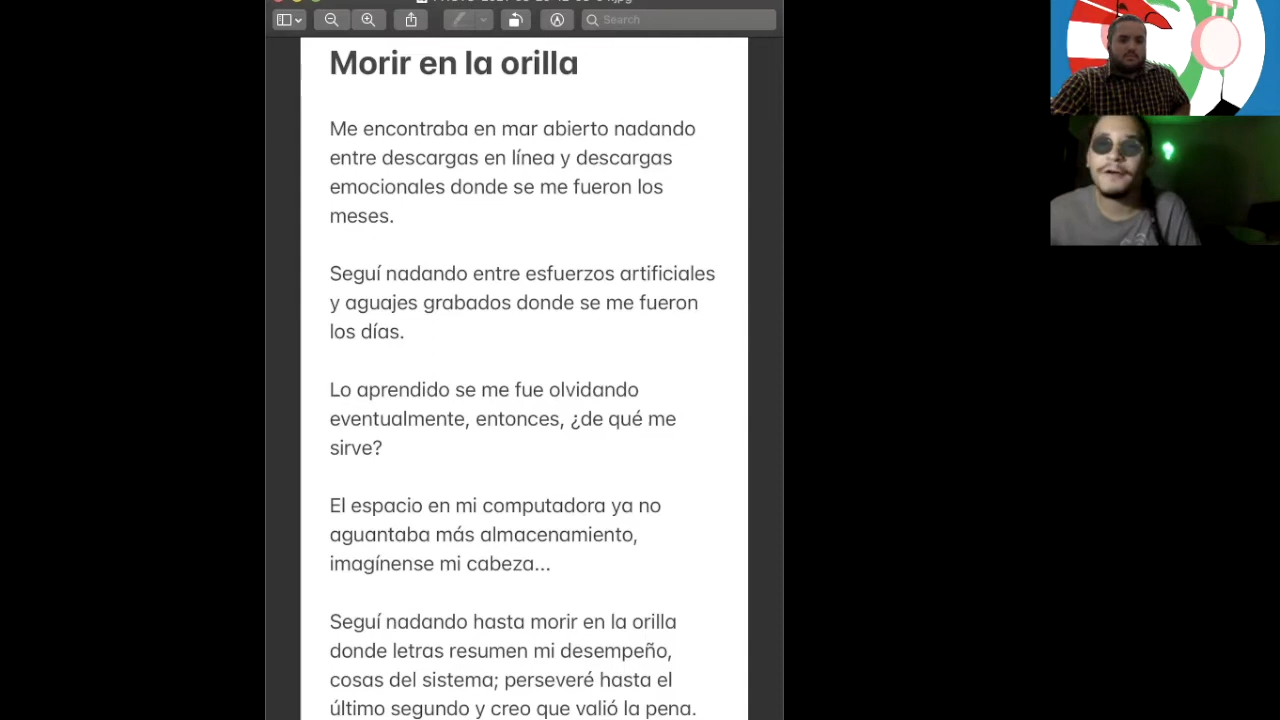 Search
Morir en la orilla
Me encontraba en mar abierto nadando
entre descargas en línea y descargas
emocionales donde se me fueron los
meses.
Seguí nadando entre esfuerzos artificiales
y aguajes grabados donde se me fueron
los días.
Lo aprendido se me fue olvidando
eventualmente, entonces, ¿de qué me
sirve?
El espacio en mi computadora ya no
aguantaba más almacenamiento,
imagínense mi cabeza...
Seguí nadando hasta morir en la orilla
donde letras resumen mi desempeño,
cosas del sistema; perseveré hasta el
último segundo y creo que valió la pena.